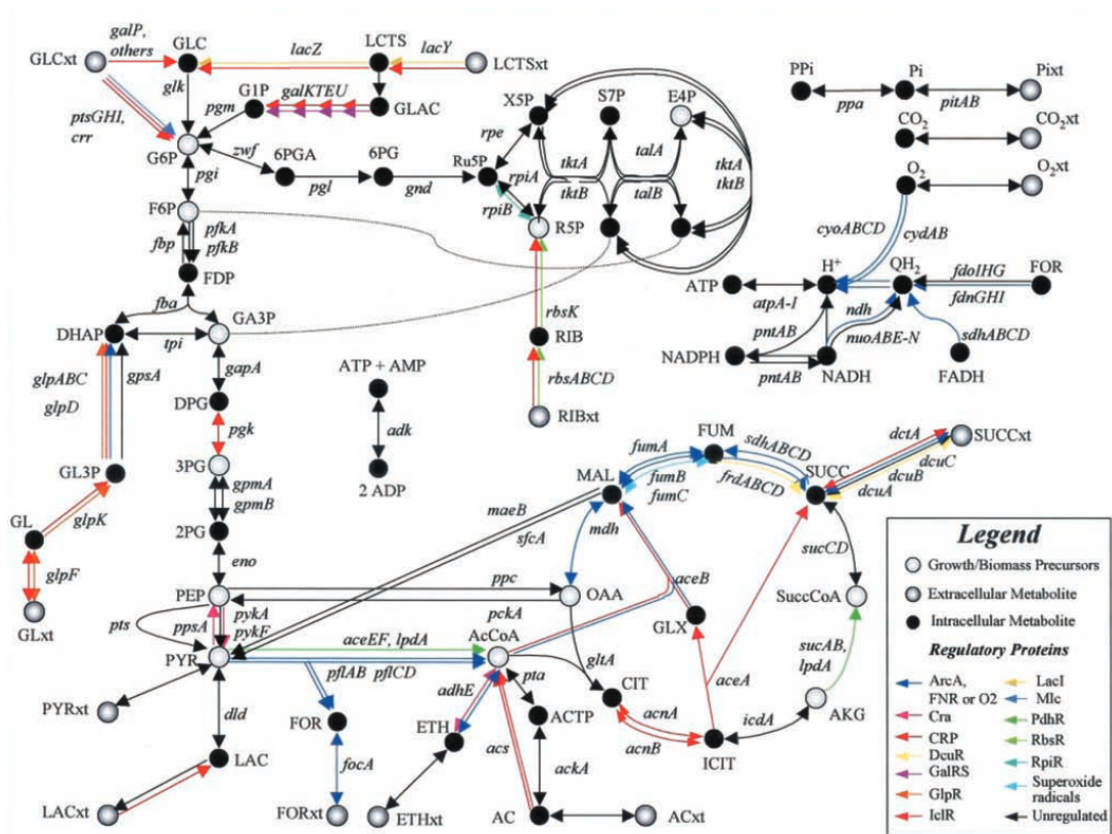 galP,
others
GLCxt
GLC
lacZ
LCTS
lacY
LCTSxt
glk
G1P
galKTEU
GLAC
pgm
ptsGHI,
crr
G6P
zwf
6PGA
pgl
6PG
gnd
Ru5P
rpe
rpiA
rpiB
X5P
S7P
E4P
tktA
tktB
talA
talB
tktA
tktB
R5P
PPi
ppa
Pi
pitAB
Pixt
CO2
CO2xt
O2
O2xt
pgi
F6P
fbp
pfkA
pfkB
FDP
fba
DHAP
tpi
GA3P
glpABC
glpD
gpsA
gapA
DPG
pgk
3PG
gpmA
gpmB
2PG
eno
GL3P
glpK
GL
glpF
GLxt
ATP + AMP
adk
2 ADP
rbsK
RIB
rbsABCD
RIBxt
cyoABCD
cydAB
ATP
atpA-I
H+
QH2
fdoIHG
fdnGHI
FOR
ndh
pntAB
nuoABE-N
sdhABCD
NADPH
pntAB
NADH
FADH
FUM
fumA
sdhABCD
MAL
fumB
fumC
frdABCD
SUCC
dctA
SUCCxt
dcuC
dcuB
dcuA
maeB
sfcA
mdh
sucCD
aceB
PEP
ppc
OAA
pckA
GLX
SuccCoA
pts
ppsA
pykA
pykF
aceEF, lpdA
AcCoA
PYR
pflAB pflCD
gltA
aceA
sucAB,
lpdA
PYRxt
dld
FOR
adhE
pta
CIT
acnA
acnB
icdA
AKG
ETH
ACTP
ICIT
LAC
focA
acs
ackA
LACxt
FORxt
ETHxt
AC
ACxt
Legend
Growth/Biomass Precursors
Extracellular Metabolite
Intracellular Metabolite
Regulatory Proteins
ArcA,
FNR or O2
Cra
CRP
DcuR
GalRS
GlpR
IclR
LacI
Mlc
PdhR
RbsR
RpiR
Superoxide
radicals
Unregulated